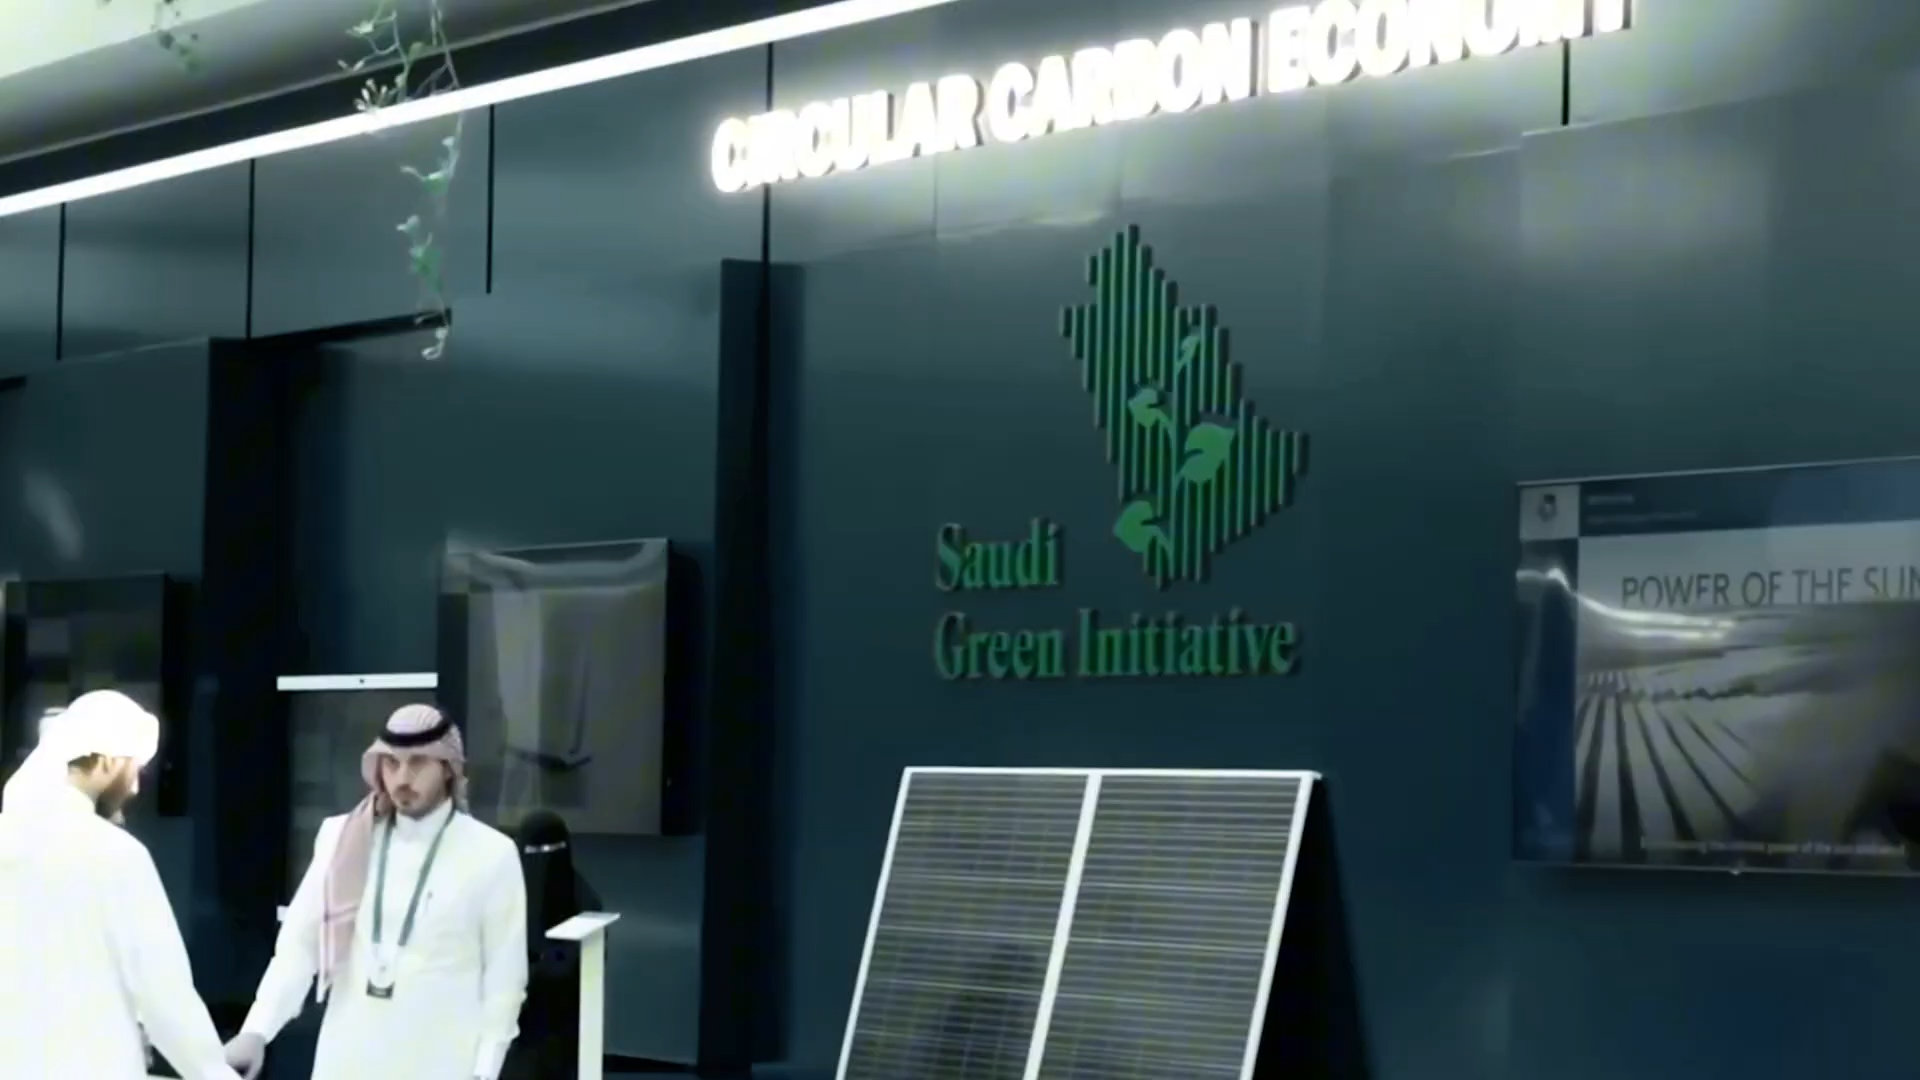 CIRCULAR CARBON ECONOMY
Saudi
Green Initiative
POWER OF THE SUN